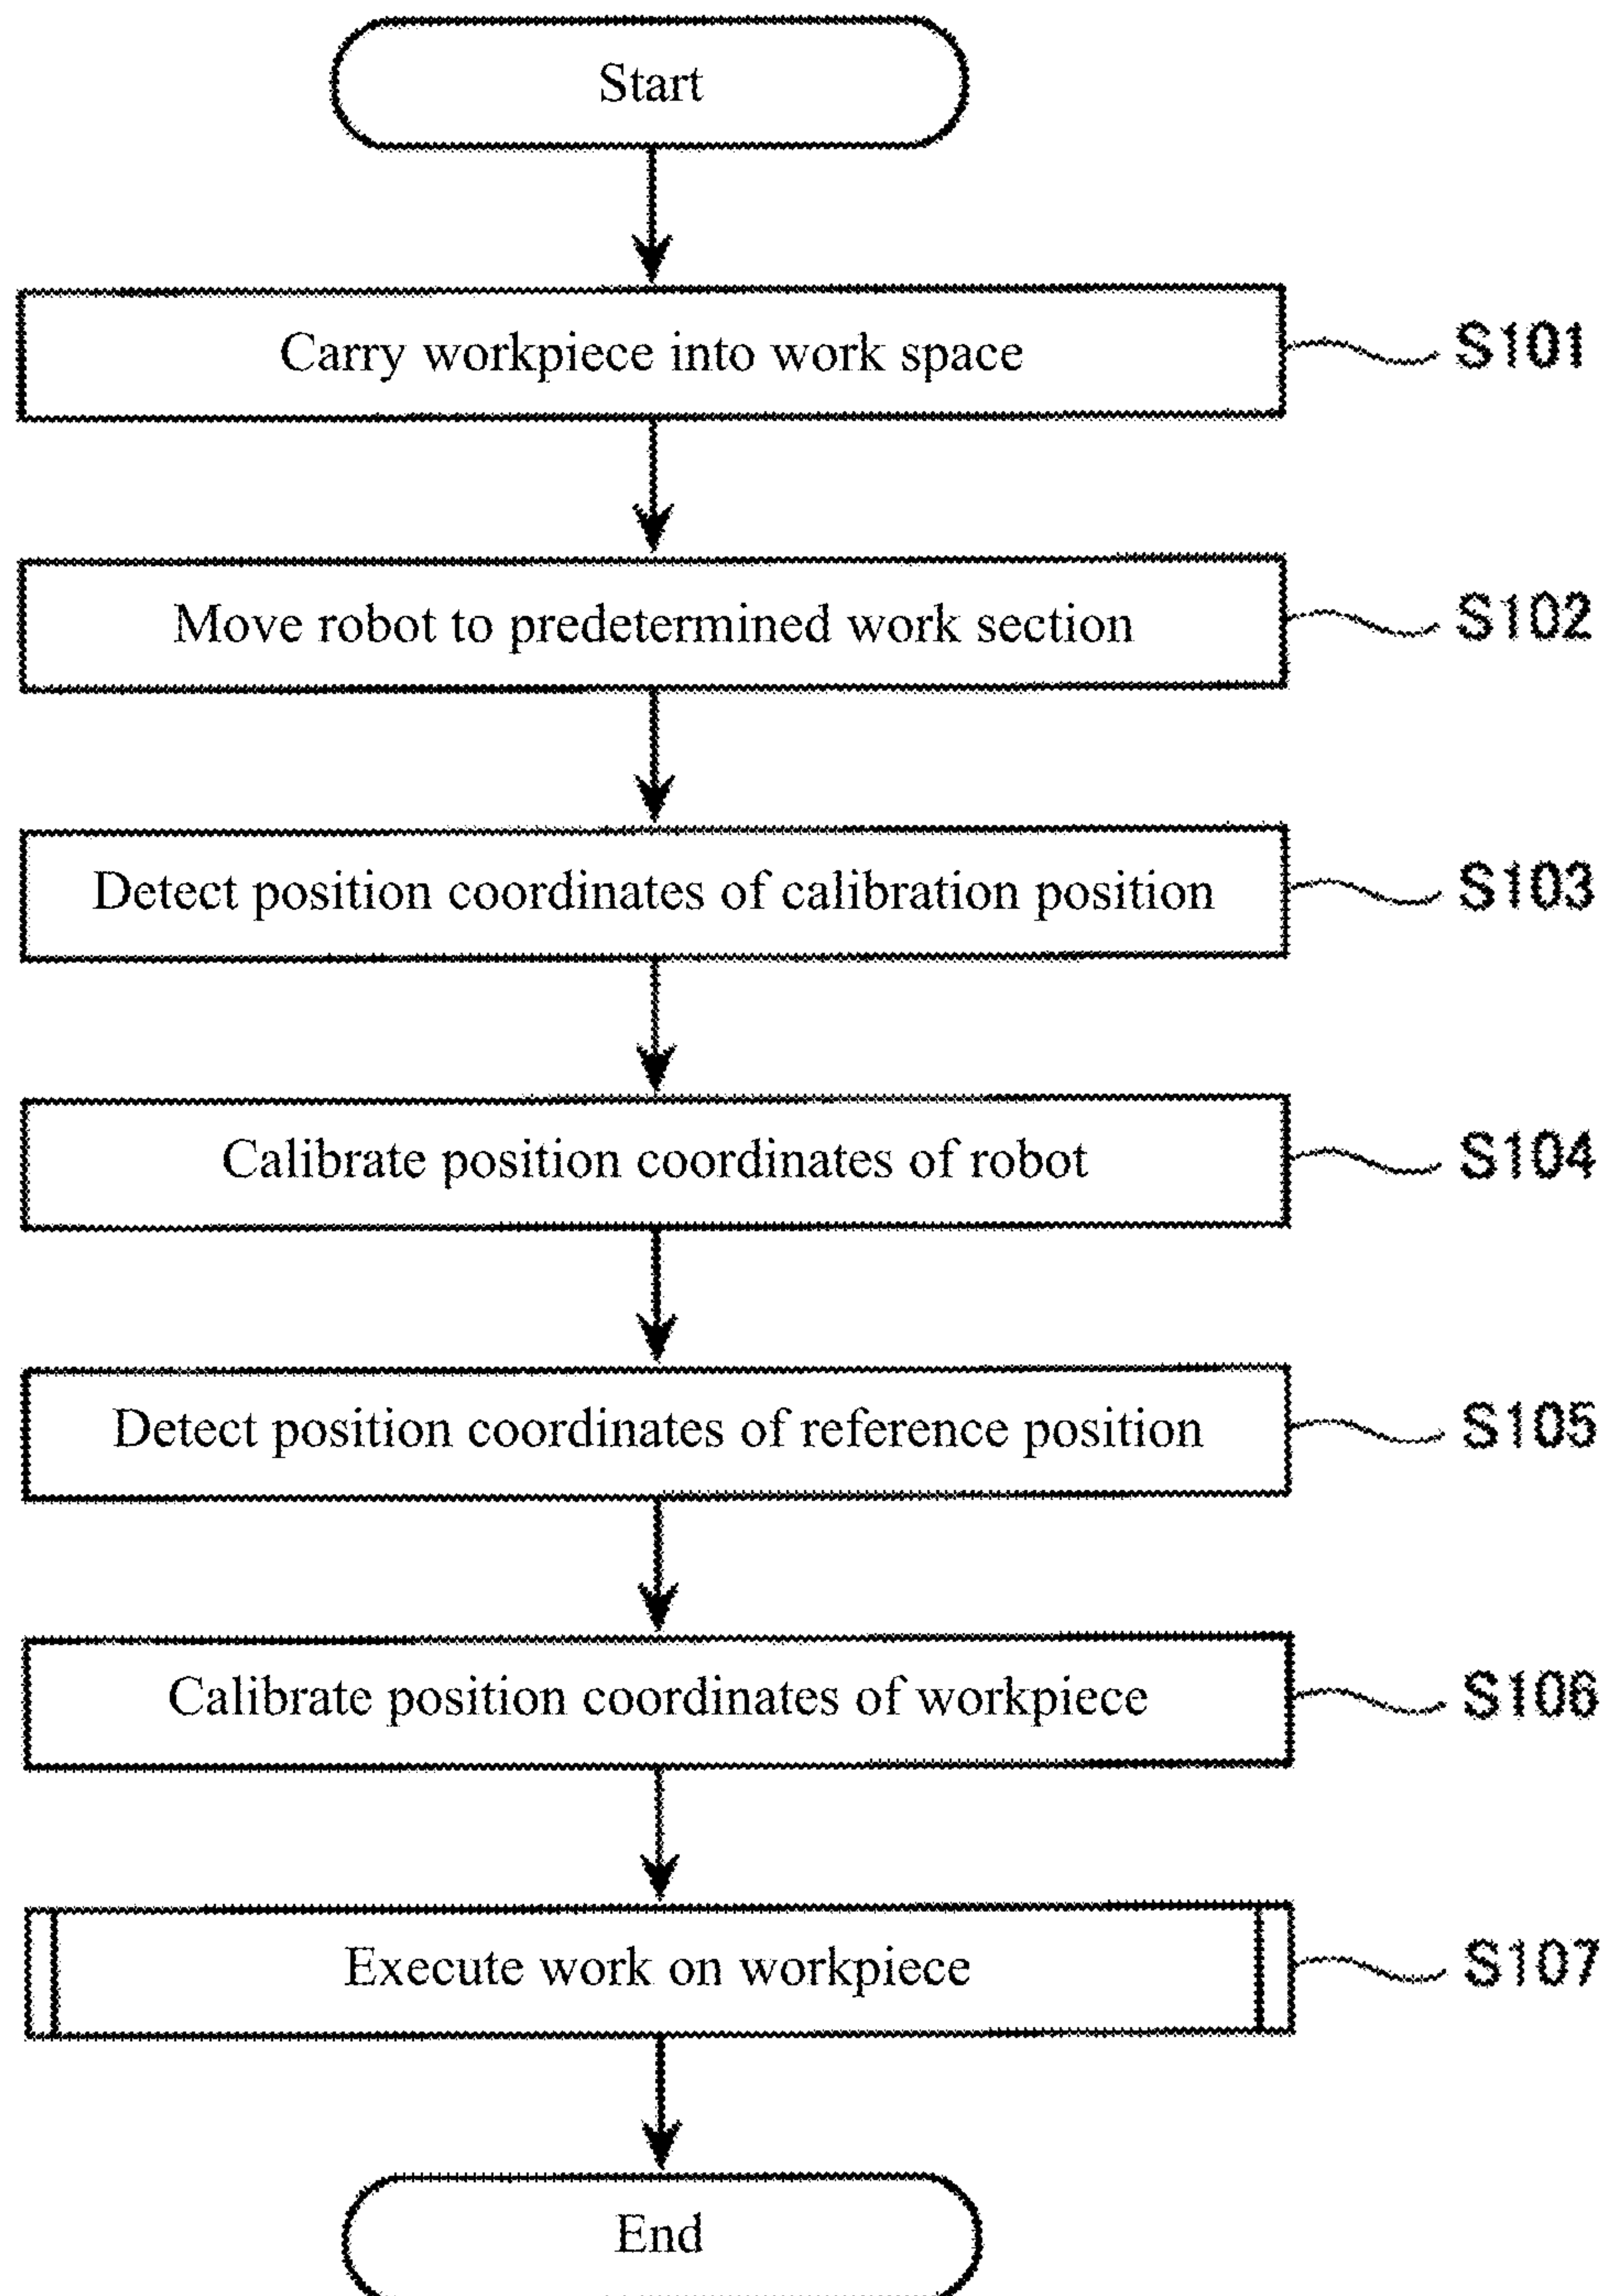 Start
Carry workpiece into work space
S101
Move robot to predetermined work section
S102
Detect position coordinates of calibration position
S103
Calibrate position coordinates of robot
S104
Detect position coordinates of reference position
S105
Calibrate position coordinates of workpiece
S106
Execute work on workpiece
S107
End